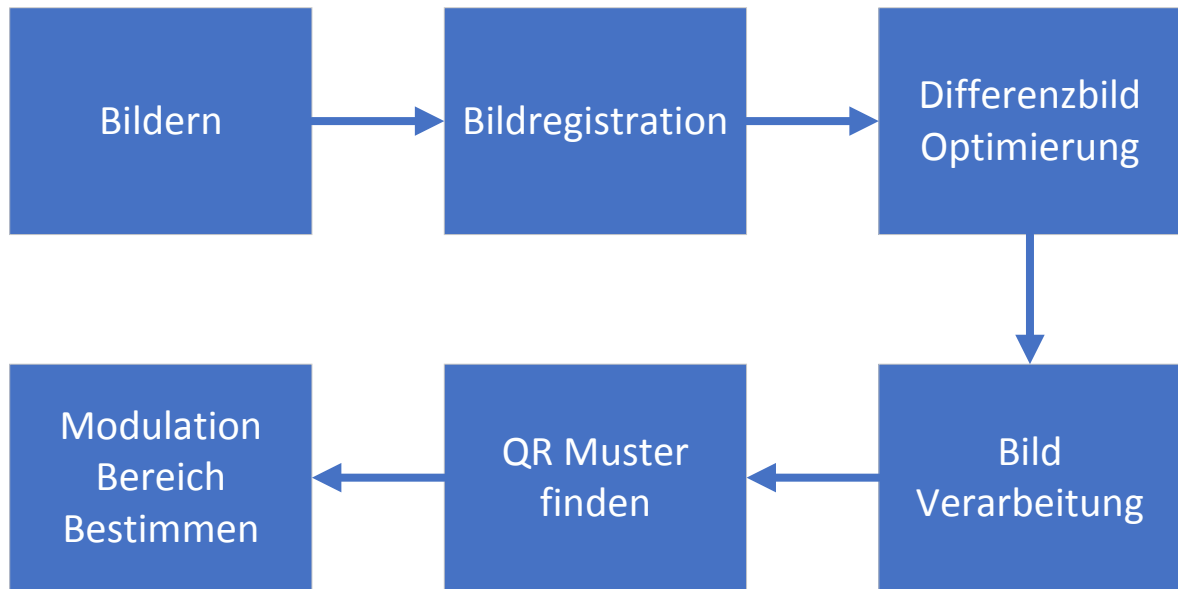 Bildern
Bildregistration
Differenzbild
Optimierung
Bild
Verarbeitung
QR Muster
finden
Modulation
Bereich
Bestimmen